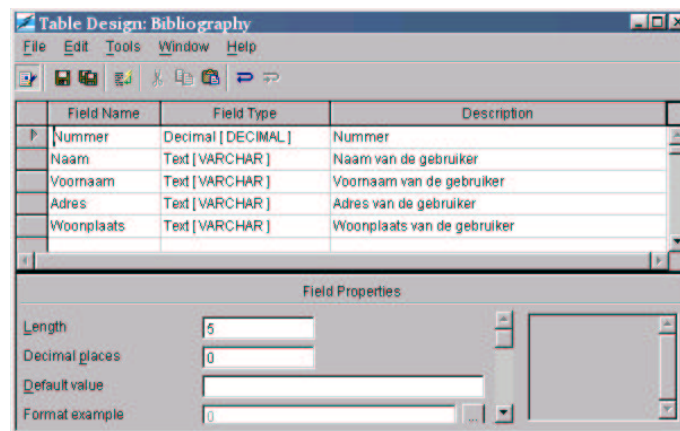 Table Design: Bibliography
File Edit Tools Window Help
Field Name Field Type Description
Nummer Decimal [ DECIMAL ] Nummer
Naam Text [ VARCHAR ] Naam van de gebruiker
Voornaam Text [ VARCHAR ] Voornaam van de gebruiker
Adres Text [ VARCHAR ] Adres van de gebruiker
Woonplaats Text [ VARCHAR ] Woonplaats van de gebruiker
Field Properties
Length 5
Decimal places 0
Default value
Format example 0 ...